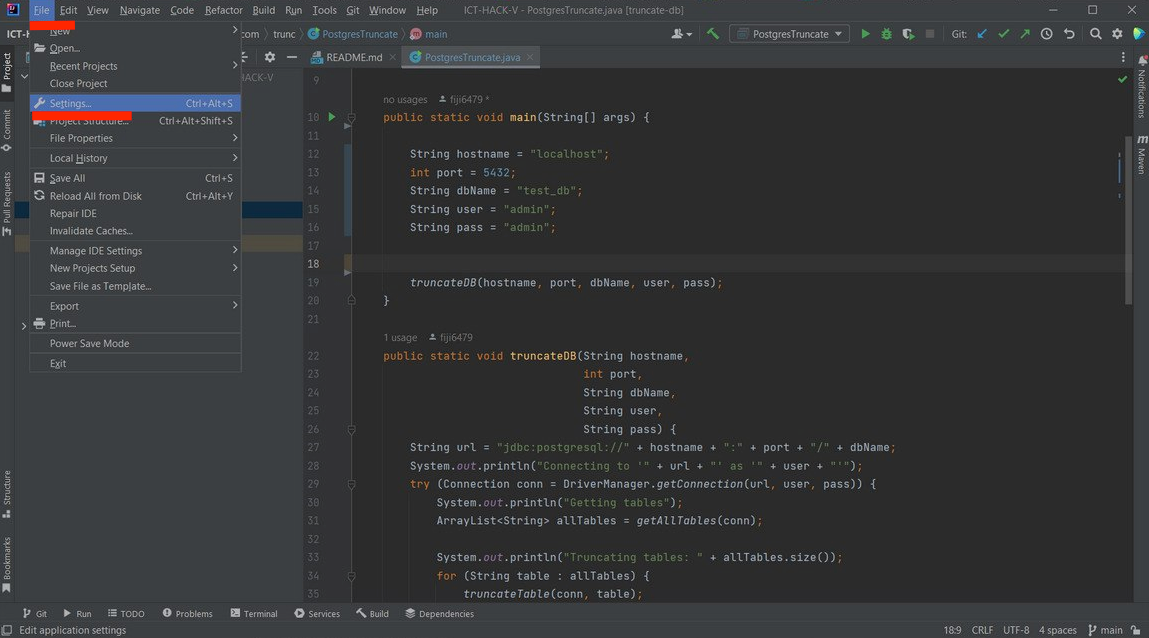 File Edit View Navigate Code Refactor Build Run Tools Git Window Help ICT-HACK-V - PostgresTruncate.java [truncate-db]
ICT-H com trunc PostgresTruncate main PostgresTruncate Git:
README.md PostgresTruncate.java
New
Open...
Recent Projects
Close Project
Settings... Ctrl+Alt+S
Project Structure... Ctrl+Alt+Shift+S
File Properties
Local History
Save All Ctrl+S
Reload All from Disk Ctrl+Alt+Y
Repair IDE
Invalidate Caches...
Manage IDE Settings
New Projects Setup
Save File as Template...
Export
Print...
Power Save Mode
Exit
HACK-V
Project
Commit
Pull Requests
Structure
Bookmarks
9
no usages fiji6479 *
10 public static void main(String[] args) {
11
12 String hostname = "localhost";
13 int port = 5432;
14 String dbName = "test_db";
15 String user = "admin";
16 String pass = "admin";
17
18
19 truncateDB(hostname, port, dbName, user, pass);
20 }
21
1 usage fiji6479
22 public static void truncateDB(String hostname,
23 int port,
24 String dbName,
25 String user,
26 String pass) {
27 String url = "jdbc:postgresql://" + hostname + ":" + port + "/" + dbName;
28 System.out.println("Connecting to '" + url + "' as '" + user + "'");
29 try (Connection conn = DriverManager.getConnection(url, user, pass)) {
30 System.out.println("Getting tables");
31 ArrayList<String> allTables = getAllTables(conn);
32
33 System.out.println("Truncating tables: " + allTables.size());
34 for (String table : allTables) {
35 truncateTable(conn, table);
Notifications
Maven
Git Run TODO Problems Terminal Services Build Dependencies
Edit application settings 18:9 CRLF UTF-8 4 spaces main